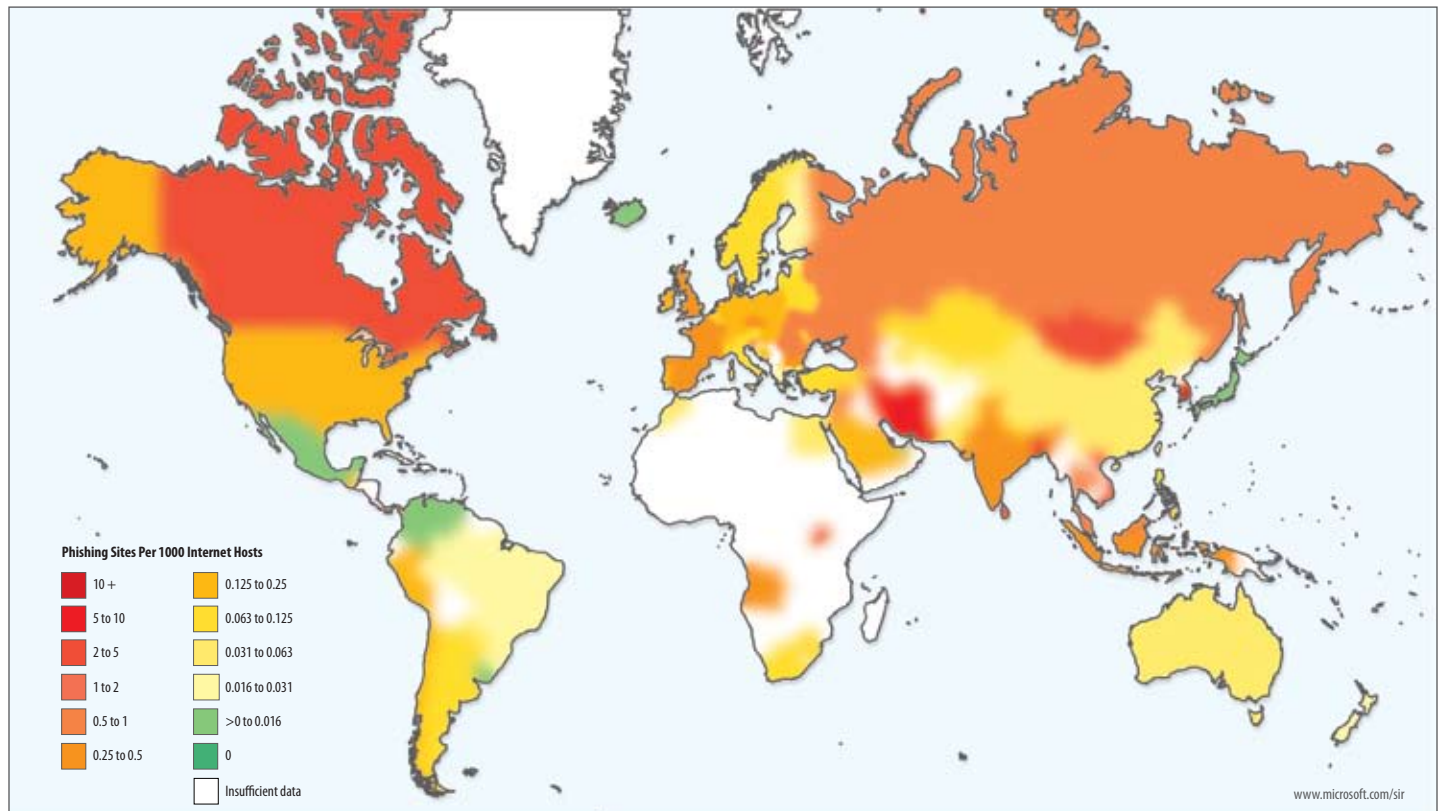 Phishing Sites Per 1000 Internet Hosts
10 +
5 to 10
2 to 5
1 to 2
0.5 to 1
0.25 to 0.5
0.125 to 0.25
0.063 to 0.125
0.031 to 0.063
0.016 to 0.031
>0 to 0.016
0
Insufficient data
www.microsoft.com/sir